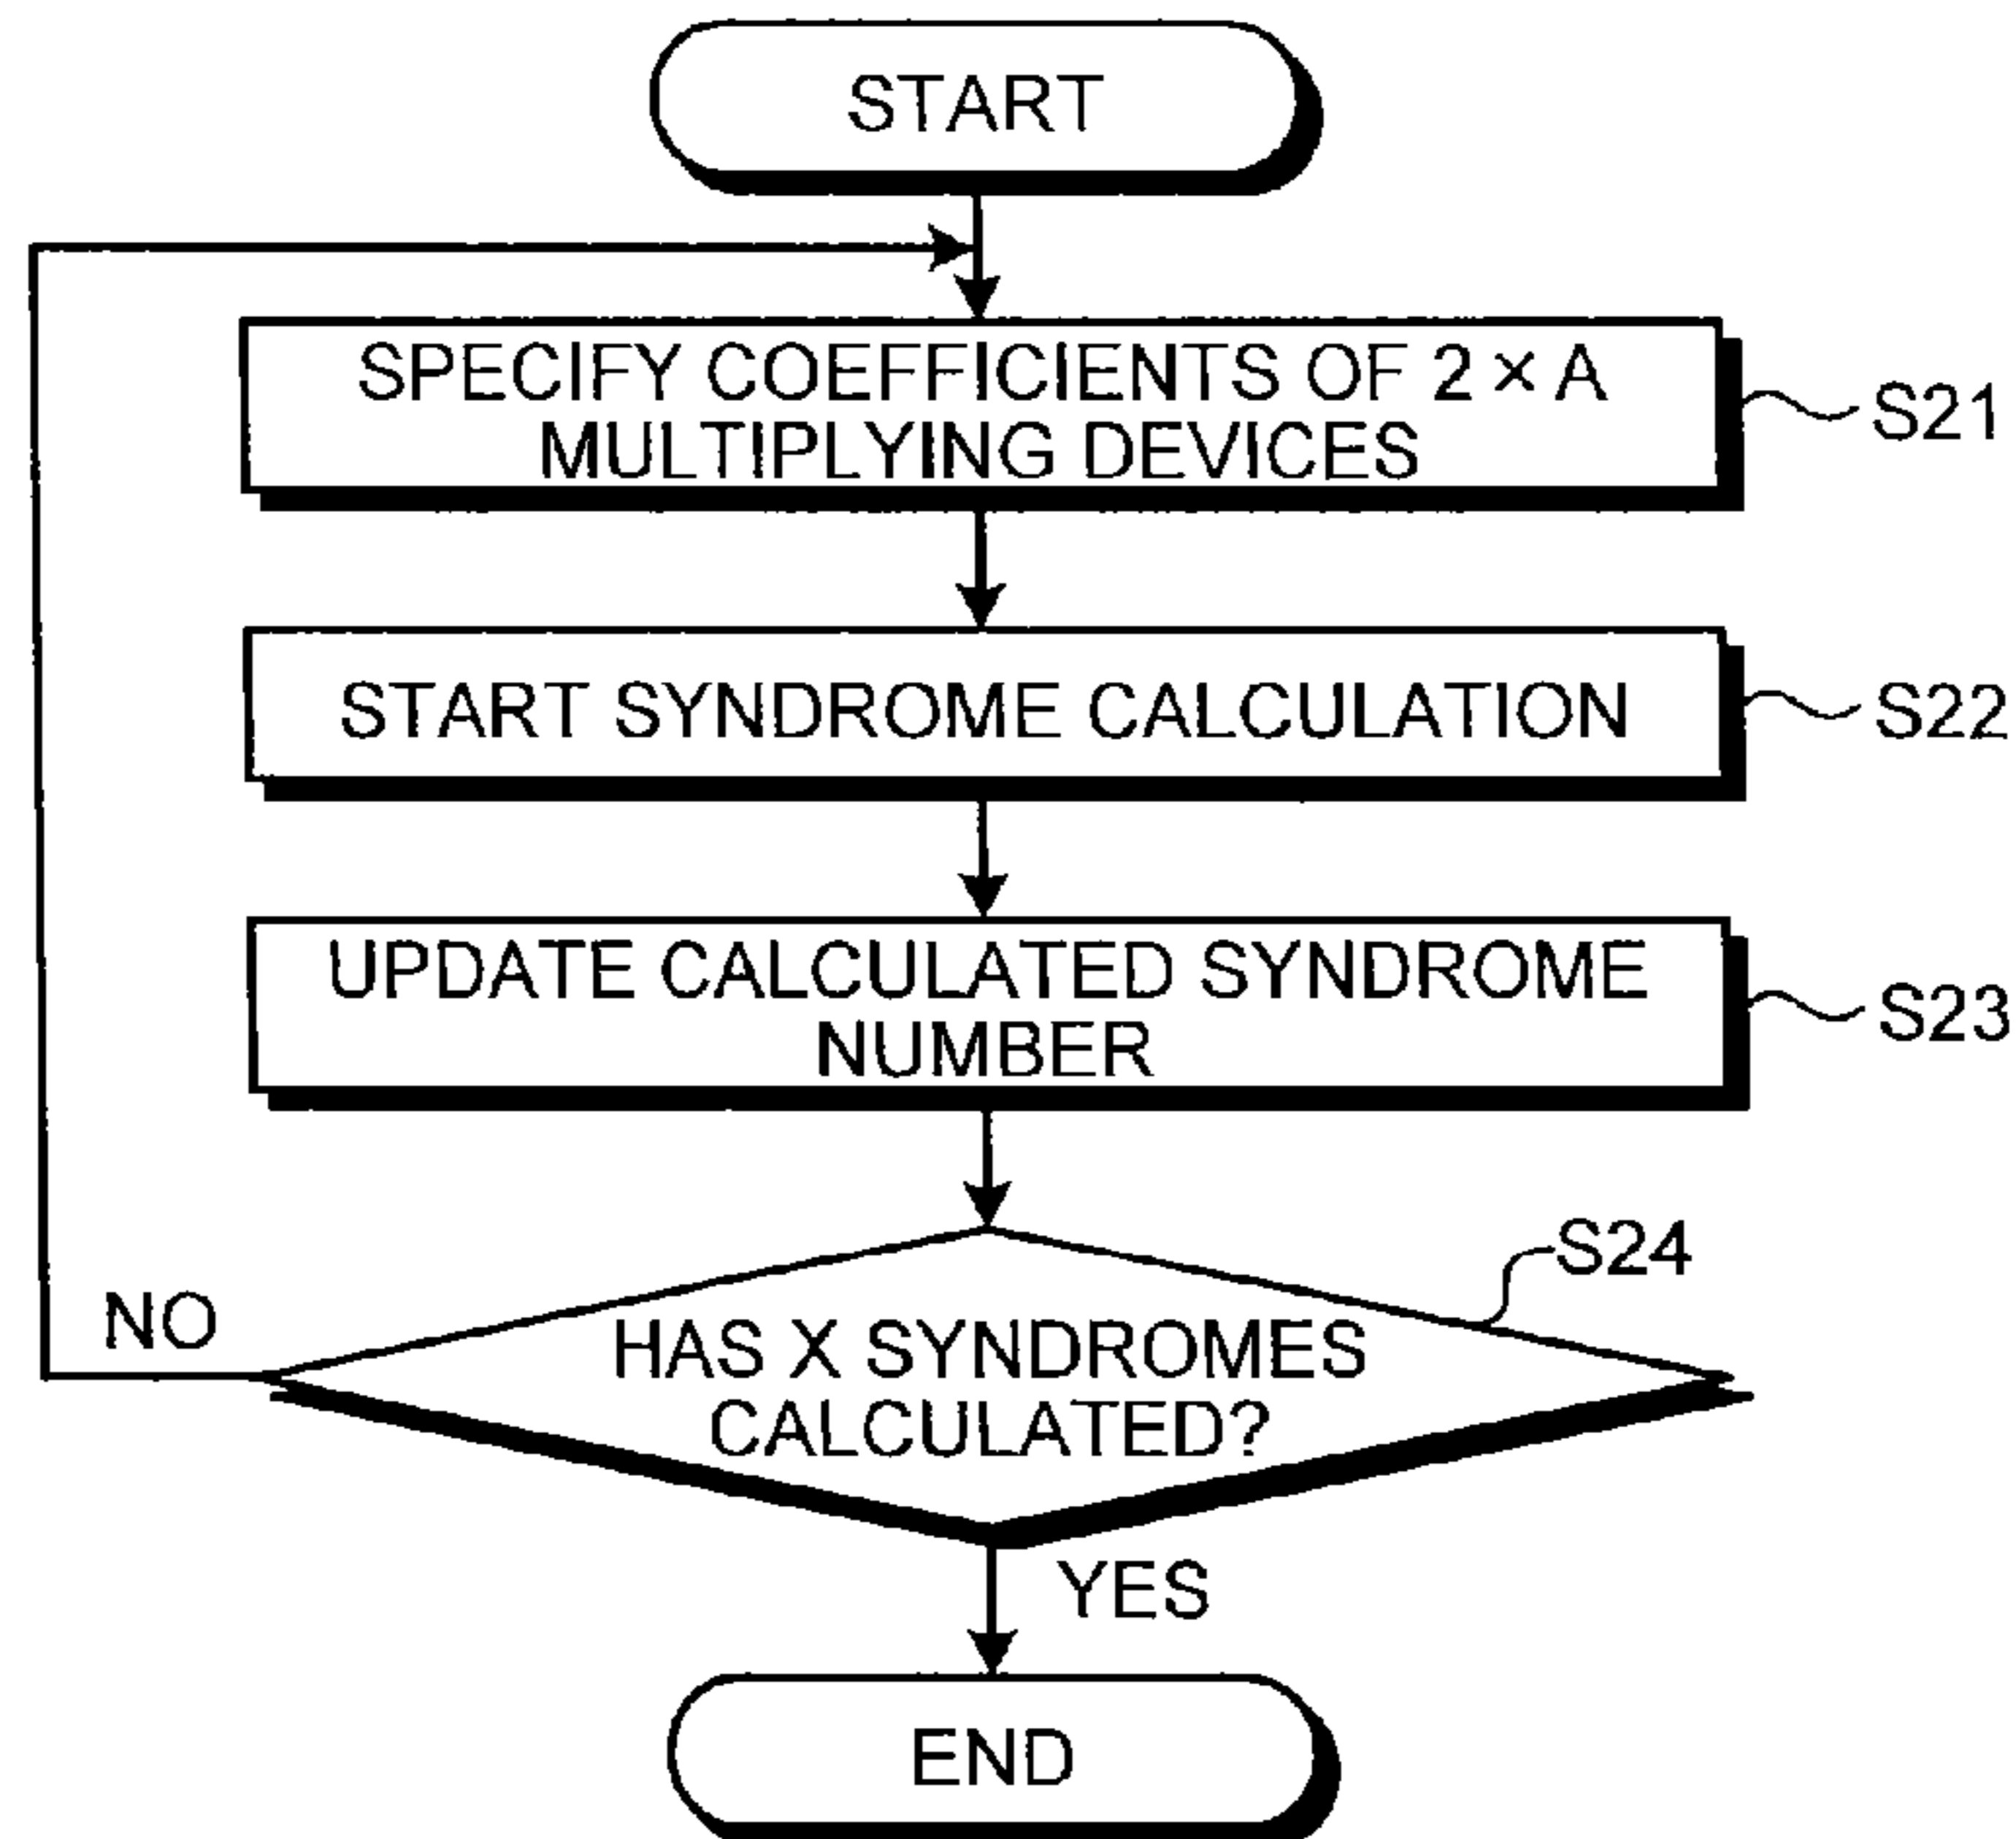 START
SPECIFY COEFFICIENTS OF 2 × A
MULTIPLYING DEVICES
S21
START SYNDROME CALCULATION
S22
UPDATE CALCULATED SYNDROME
NUMBER
S23
S24
NO
HAS X SYNDROMES
CALCULATED?
YES
END